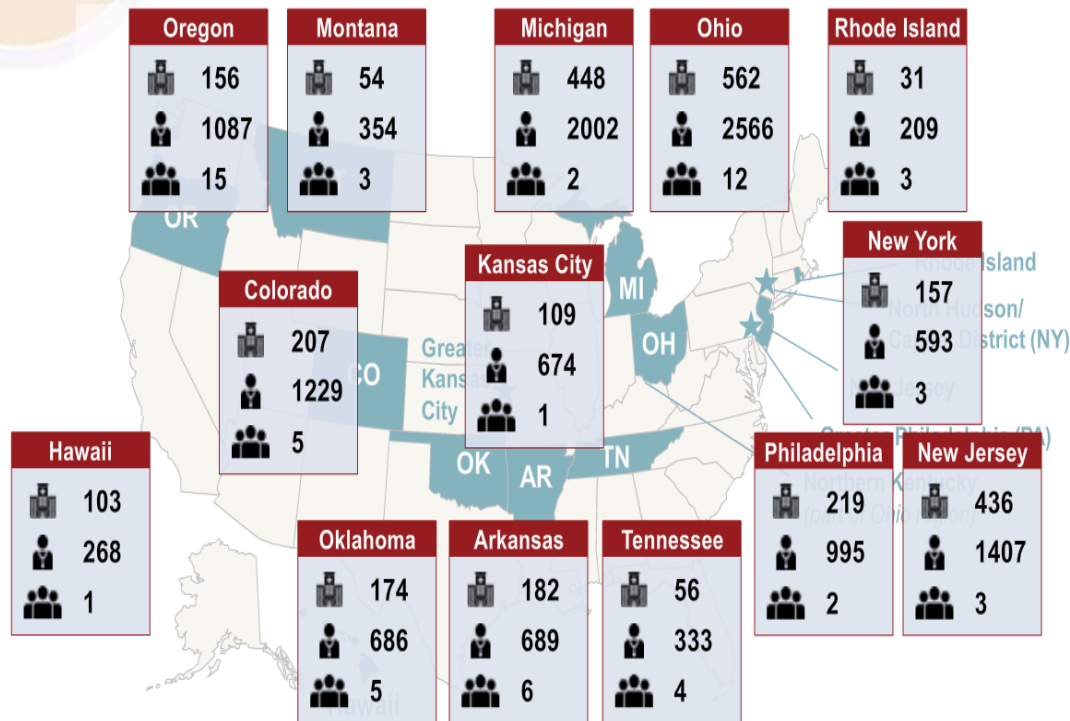 Oregon
156
1087
15
Montana
54
354
3
Michigan
448
2002
2
Ohio
562
2566
12
Rhode Island
31
209
3
New York
157
593
3
Colorado
207
1229
5
Kansas City
109
674
1
Hawaii
103
268
1
Oklahoma
174
686
5
Arkansas
182
689
6
Tennessee
56
333
4
Philadelphia
219
995
2
New Jersey
436
1407
3
OR
CO
MI
OH
OK
AR
TN
Greater
Kansas
City
Rhode Island
North Hudson/
District (NY)
New Jersey
Greater Philadelphia (PA)
Northern Kentucky
(part of Ohio region)
Hawaii